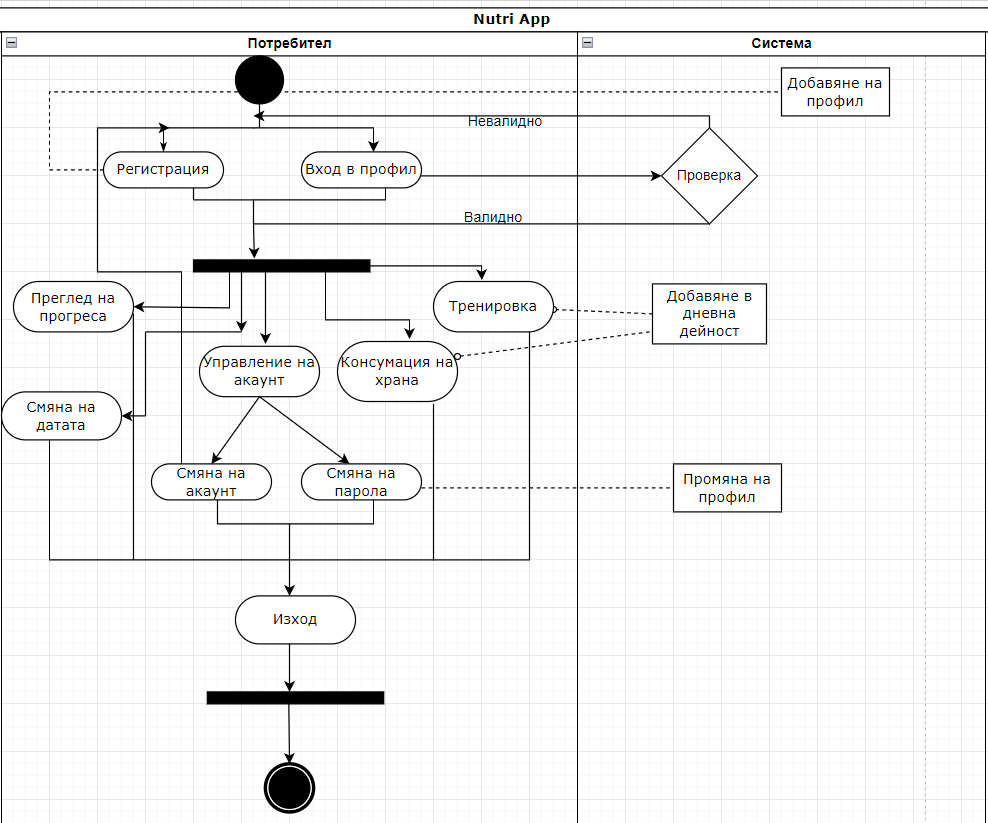 Nutri App
Потребител
Система
Добавяне на
профил
Невалидно
Регистрация
Вход в профил
Проверка
Валидно
Преглед на
прогреса
Тренировка
Добавяне в
дневна
дейност
Управление на
акаунт
Консумация на
храна
Смяна на
датата
Смяна на
акаунт
Смяна на
парола
Промяна на
профил
Изход